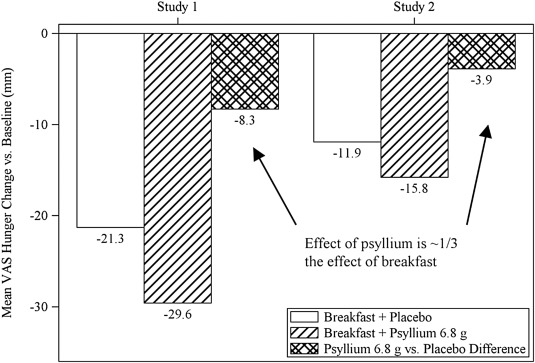 Study 1
Study 2
Mean VAS Hunger Change vs. Baseline (mm)
0
-10
-20
-30
-21.3
-29.6
-8.3
-11.9
-15.8
-3.9
Effect of psyllium is ~1/3
the effect of breakfast
Breakfast + Placebo
Breakfast + Psyllium 6.8 g
Psyllium 6.8 g vs. Placebo Difference